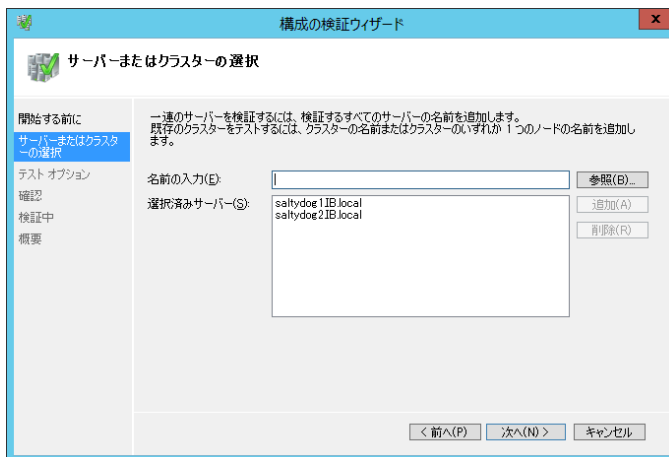 構成の検証ウィザード
x
サーバーまたはクラスターの選択
開始する前に
サーバーまたはクラスタ
ーの選択
テスト オプション
確認
検証中
概要
一連のサーバーを検証するには、検証するすべてのサーバーの名前を追加します。
既存のクラスターをテストするには、クラスターの名前またはクラスターのいずれか 1 つのノードの名前を追加し
ます。
名前の入力(E):
参照(B)...
選択済みサーバー(S):
saltydog1.IB.local
saltydog2.IB.local
追加(A)
削除(R)
< 前へ(P)
次へ(N) >
キャンセル